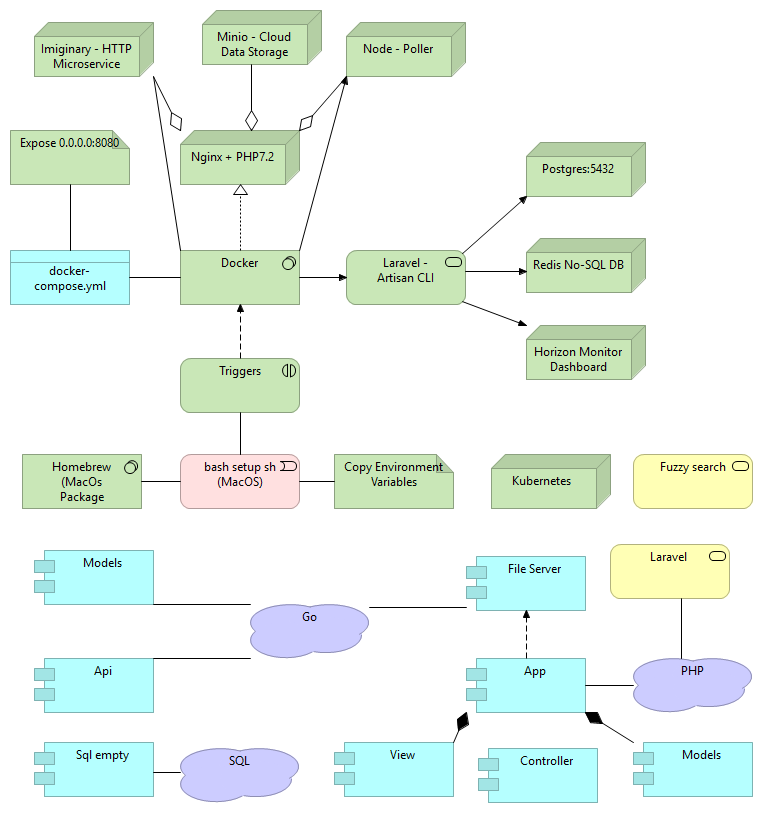 Imiginary - HTTP
Microservice
Minio - Cloud
Data Storage
Node - Poller
Expose 0.0.0.0:8080
Nginx + PHP7.2
Postgres:5432
docker-
compose.yml
Docker
Laravel -
Artisan CLI
Redis No-SQL DB
Horizon Monitor
Dashboard
Triggers
Homebrew
(MacOs
Package
bash setup sh
(MacOS)
Copy Environment
Variables
Kubernetes
Fuzzy search
Models
Go
File Server
Laravel
Api
App
PHP
Sql empty
SQL
View
Controller
Models